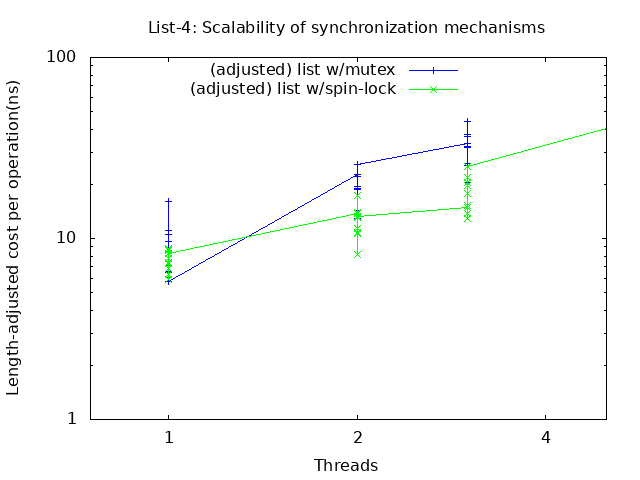 List-4: Scalability of synchronization mechanisms
100
(adjusted) list w/mutex
(adjusted) list w/spin-lock
Length-adjusted cost per operation(ns)
10
1
1
2
4
Threads